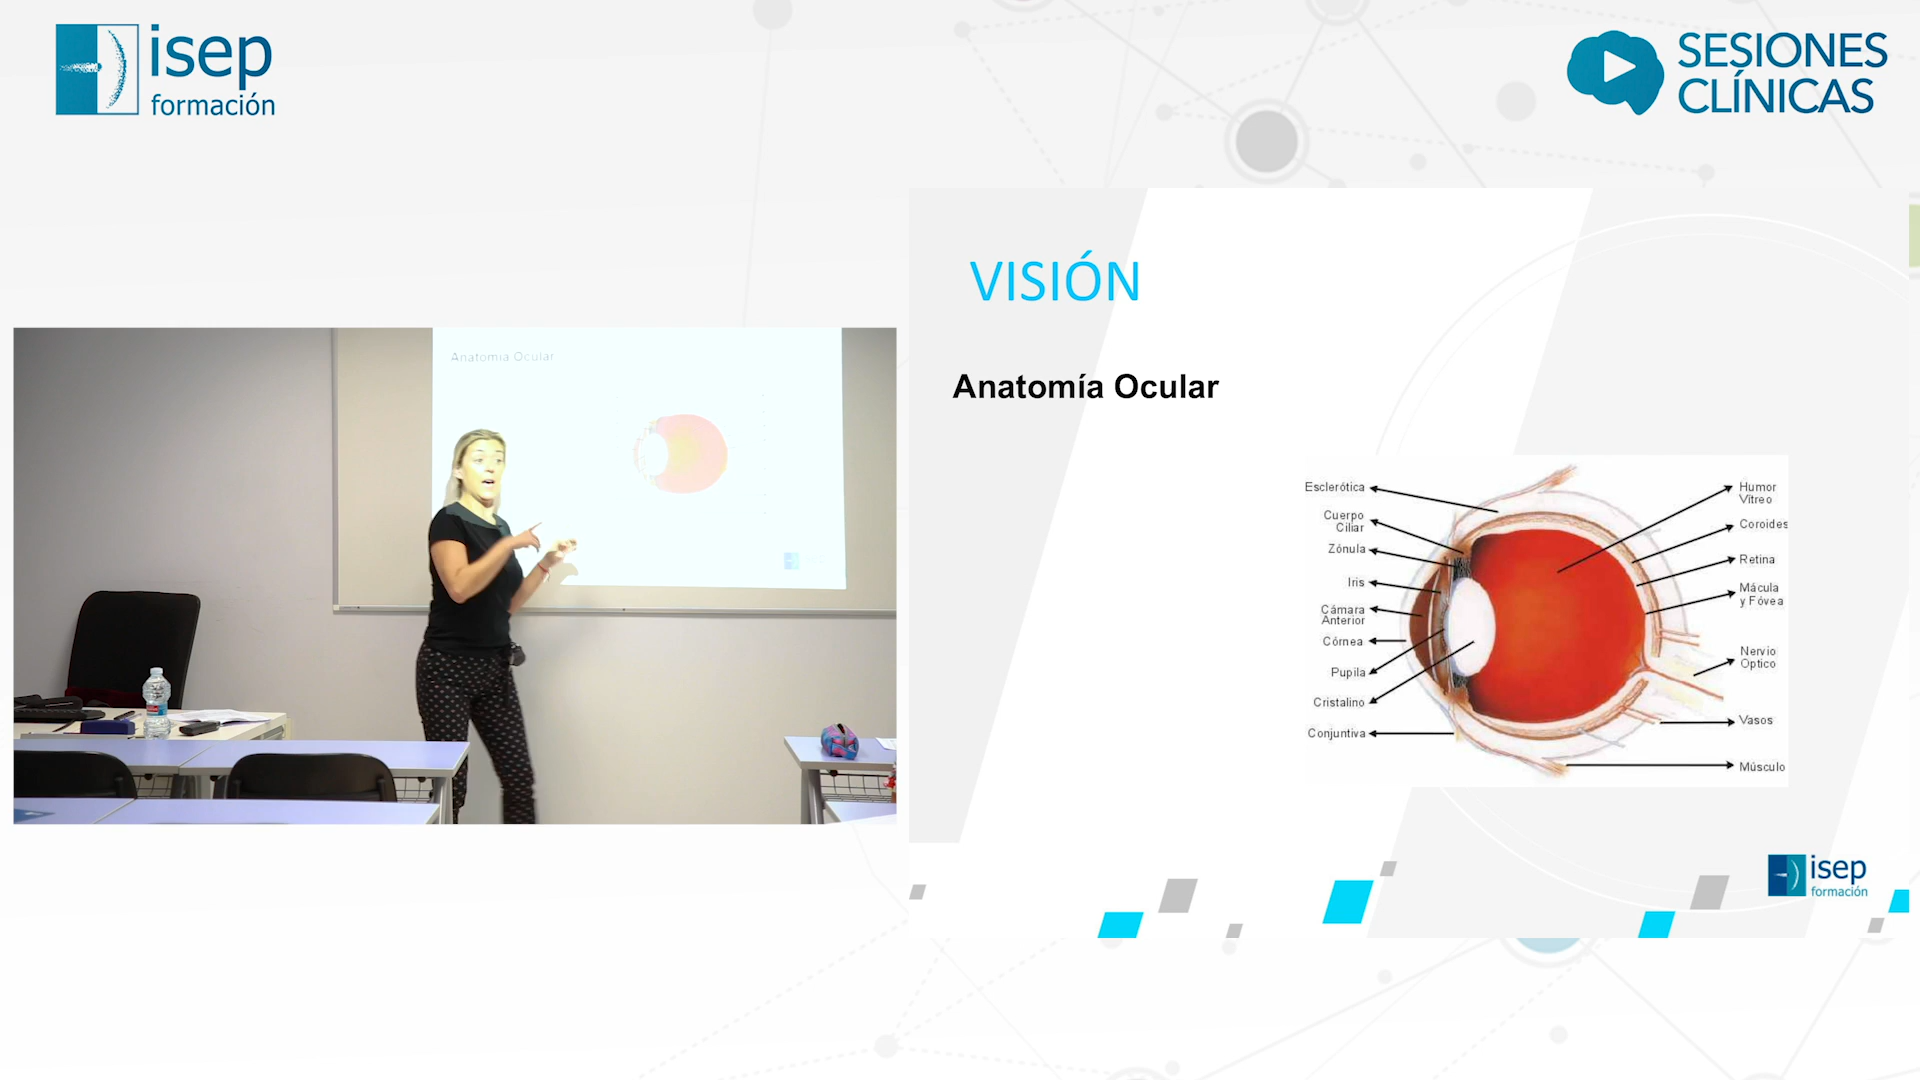 isep
formación
SESIONES
CLÍNICAS
Anatomía Ocular
VISIÓN
Anatomía Ocular
Esclerótica
Cuerpo
Ciliar
Zónula
Iris
Cámara
Anterior
Córnea
Pupila
Cristalino
Conjuntiva
Humor
Vítreo
Coroides
Retina
Mácula
y Fóvea
Nervio
Optico
Vasos
Músculo
isep
formación